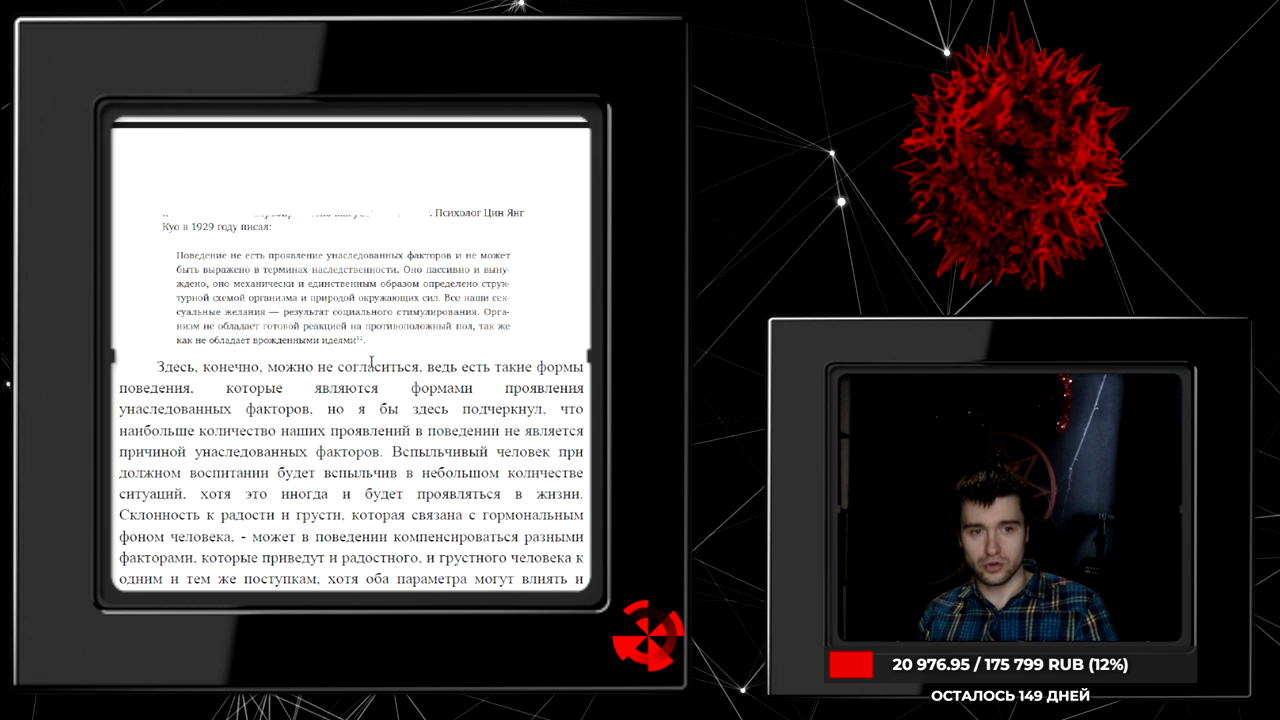 . Психолог Цин Янг
Куо в 1929 году писал:
Поведение не есть проявление унаследованных факторов и не может
быть выражено в терминах наследственности. Оно пассивно и выну-
ждено, оно механически и единственным образом определено струк-
турной схемой организма и природой окружающих сил. Все наши сек-
суальные желания — результат социального стимулирования. Орга-
низм не обладает готовой реакцией на противоположный пол, так же
как не обладает врожденными идеями¹².
Здесь, конечно, можно не согласиться, ведь есть такие формы
поведения, которые являются формами проявления
унаследованных факторов, но я бы здесь подчеркнул, что
наибольше количество наших проявлений в поведении не является
причиной унаследованных факторов. Вспыльчивый человек при
должном воспитании будет вспыльчив в небольшом количестве
ситуаций, хотя это иногда и будет проявляться в жизни.
Склонность к радости и грусти, которая связана с гормональным
фоном человека, - может в поведении компенсироваться разными
факторами, которые приведут и радостного, и грустного человека к
одним и тем же поступкам, хотя оба параметра могут влиять и
20 976.95 / 175 799 RUB (12%)
ОСТАЛОСЬ 149 ДНЕЙ